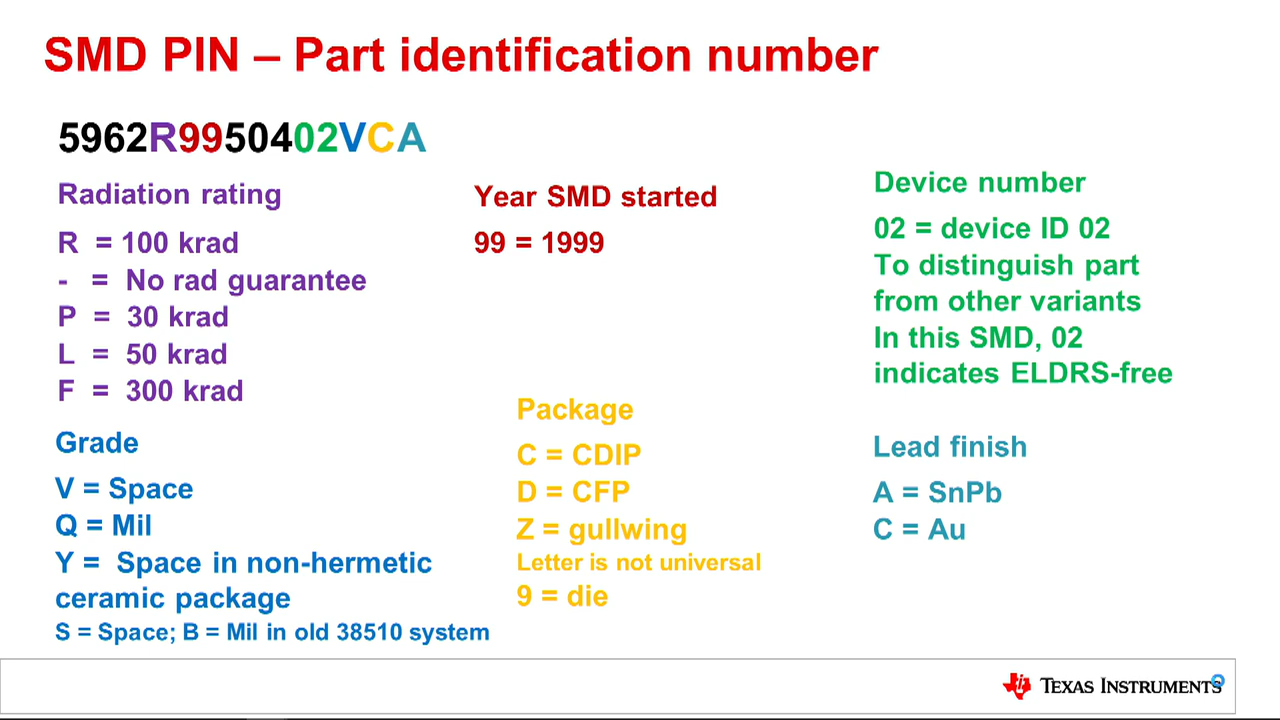 SMD PIN – Part identification number
5962R9950402VCA
Radiation rating
R = 100 krad
- = No rad guarantee
P = 30 krad
L = 50 krad
F = 300 krad
Year SMD started
99 = 1999
Device number
02 = device ID 02
To distinguish part
from other variants
In this SMD, 02
indicates ELDRS-free
Grade
V = Space
Q = Mil
Y = Space in non-hermetic
ceramic package
S = Space; B = Mil in old 38510 system
Package
C = CDIP
D = CFP
Z = gullwing
Letter is not universal
9 = die
Lead finish
A = SnPb
C = Au
TEXAS INSTRUMENTS